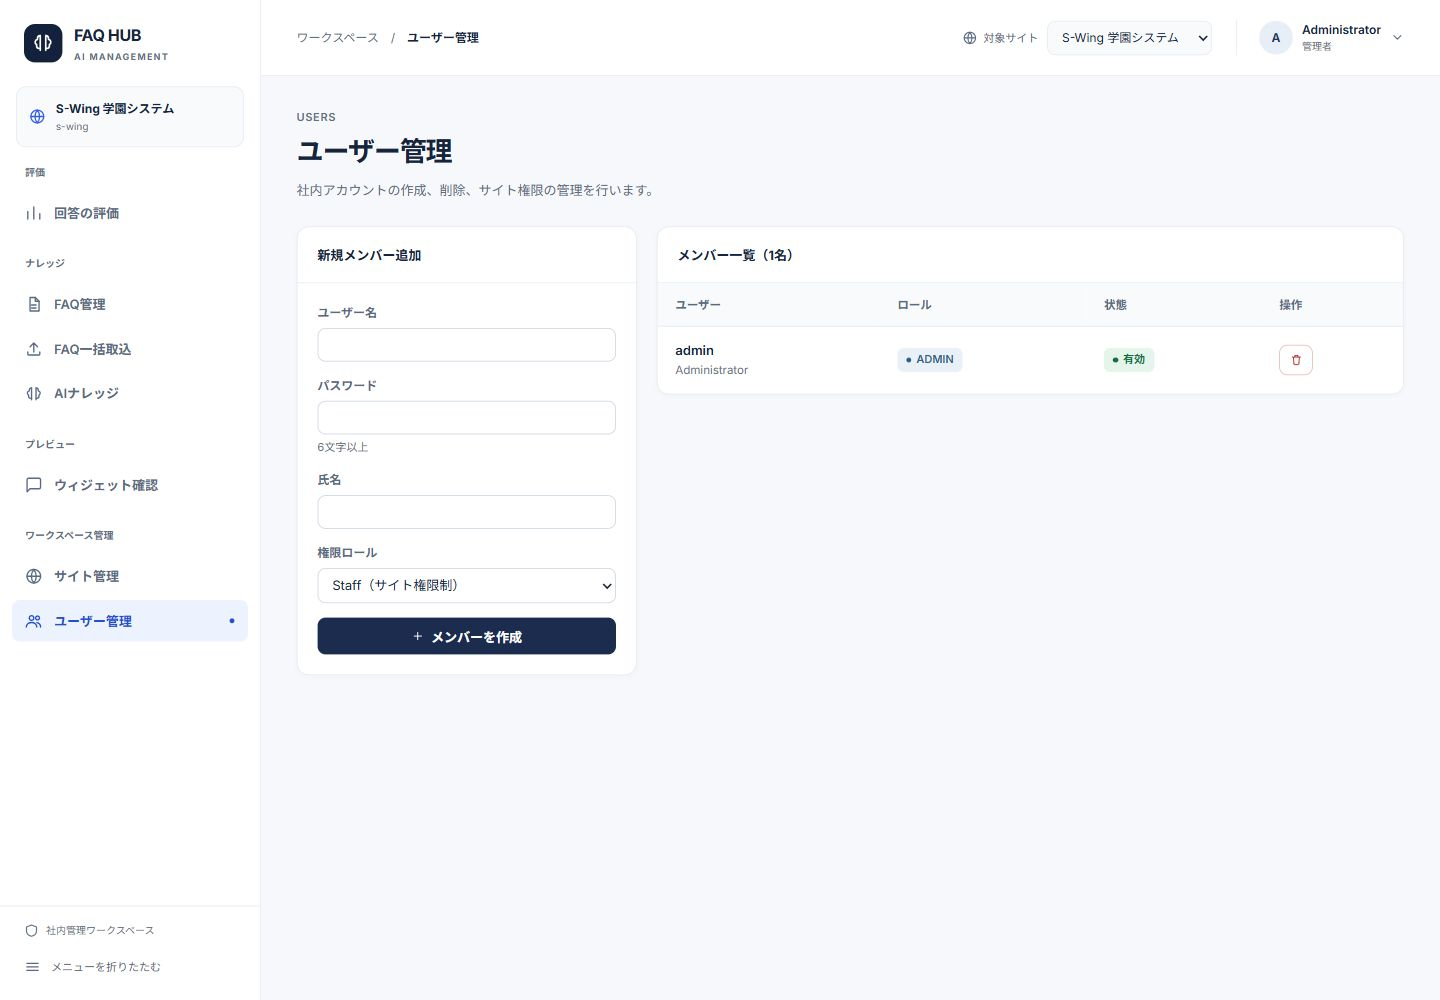 FAQ HUB
AI MANAGEMENT
S-Wing 学園システム
s-wing
評価
回答の評価
ナレッジ
FAQ管理
FAQ一括取込
AIナレッジ
プレビュー
ウィジェット確認
ワークスペース管理
サイト管理
ユーザー管理
社内管理ワークスペース
メニューを折りたたむ
ワークスペース / ユーザー管理
対象サイト S-Wing 学園システム
A Administrator
管理者
USERS
ユーザー管理
社内アカウントの作成、削除、サイト権限の管理を行います。
新規メンバー追加
ユーザー名
パスワード
6文字以上
氏名
権限ロール
Staff（サイト権限制）
＋ メンバーを作成
メンバー一覧（1名）
ユーザー ロール 状態 操作
admin ADMIN 有効
Administrator